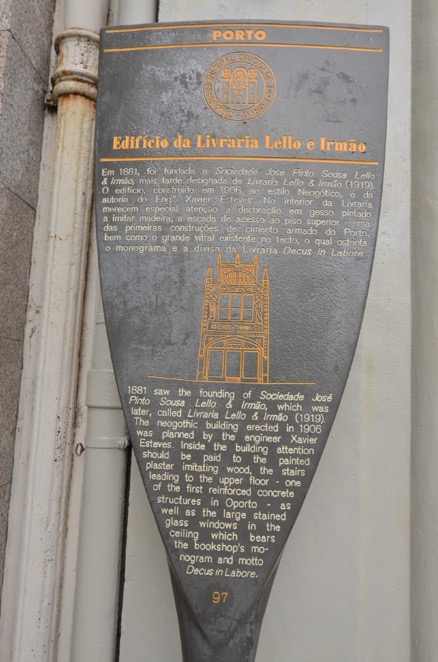 PORTO
Edifício da Livraria Lello e Irmão
Em 1881, foi fundada a Sociedade José Pinto Sousa Lello
& Irmão, mais tarde designada de Livraria Lello & Irmão (1919).
O edifício, construído em 1906, ao estilo Neogótico, é da
autoria do Eng.º Xavier Esteves. No interior da Livraria
merecem especial atenção a decoração em gesso pintado
a imitar madeira, a escada de acesso ao piso superior - uma
das primeiras construções de cimento armado do Porto,
bem como o grande vitral existente no tecto, o qual ostenta
o monograma e a divisa da Livraria Decus in Labore
1881 saw the founding of Sociedade José
Pinto Sousa Lello & Irmão, which was
later, called Livraria Lello & Irmão (1919).
The neogothic building erected in 1906
was planned by the engineer Xavier
Esteves. Inside the building attention
should be paid to the painted
plaster imitating wood, the stairs
leading to the upper floor - one
of the first reinforced concrete
structures in Oporto - as
well as the large stained
glass windows in the
ceiling which bears
the bookshop's mo-
nogram and motto
Decus in Labore.
97